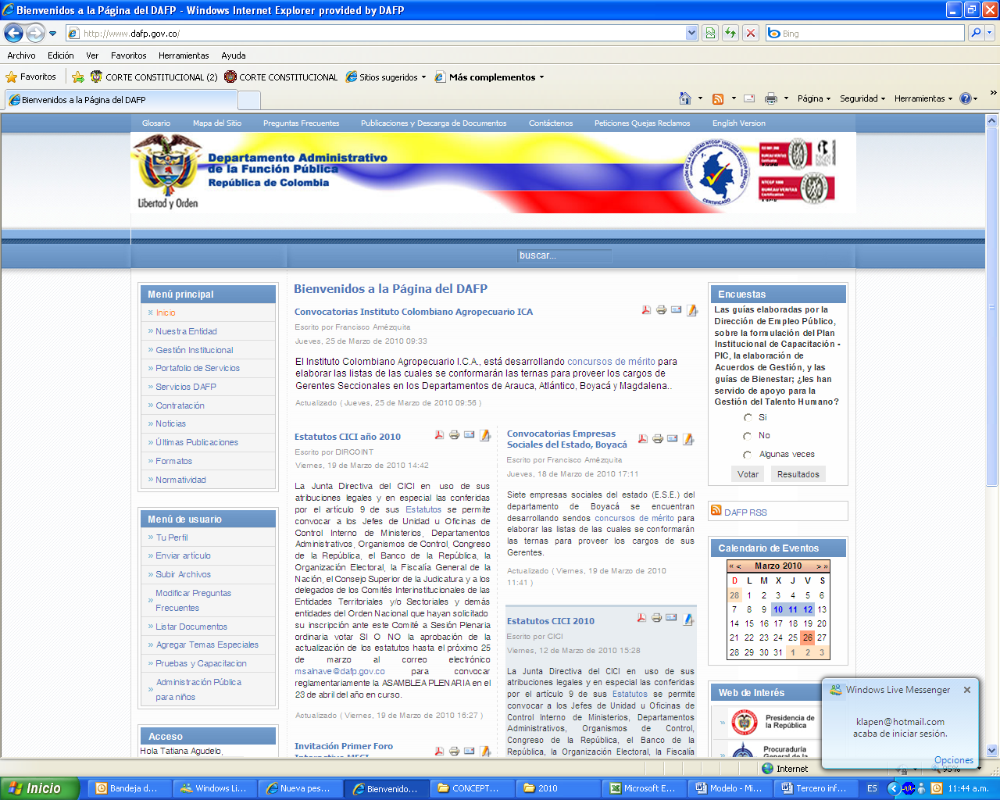 Bienvenidos a la Página del DAFP - Windows Internet Explorer provided by DAFP
http://www.dafp.gov.co/
Bing
Archivo Edición Ver Favoritos Herramientas Ayuda
Favoritos CORTE CONSTITUCIONAL (2) CORTE CONSTITUCIONAL Sitios sugeridos Más complementos
Bienvenidos a la Página del DAFP
Página Seguridad Herramientas
Glosario Mapa del Sitio Preguntas Frecuentes Publicaciones y Descarga de Documentos Contáctenos Peticiones Quejas Reclamos English Version
Departamento Administrativo
de la Función Pública
República de Colombia
Libertad y Orden
buscar...
Menú principal
Inicio
Nuestra Entidad
Gestión Institucional
Portafolio de Servicios
Servicios DAFP
Contratación
Noticias
Últimas Publicaciones
Formatos
Normatividad
Menú de usuario
Tu Perfil
Enviar artículo
Subir Archivos
Modificar Preguntas
Frecuentes
Listar Documentos
Agregar Temas Especiales
Pruebas y Capacitacion
Administración Pública
para niños
Acceso
Hola Tatiana Agudelo,
Bienvenidos a la Página del DAFP
Convocatorias Instituto Colombiano Agropecuario ICA
Escrito por Francisco Amézquita
Jueves, 25 de Marzo de 2010 09:33
El Instituto Colombiano Agropecuario I.C.A., está desarrollando concursos de mérito para
elaborar las listas de las cuales se conformarán las ternas para proveer los cargos de
Gerentes Seccionales en los Departamentos de Arauca, Atlántico, Boyacá y Magdalena..
Actualizado ( Jueves, 25 de Marzo de 2010 09:56 )
Estatutos CICI año 2010
Escrito por DIRCOINT
Viernes, 19 de Marzo de 2010 14:42
La Junta Directiva del CICI en uso de sus
atribuciones legales y en especial las conferidas
por el artículo 9 de sus Estatutos se permite
convocar a los Jefes de Unidad u Oficinas de
Control Interno de Ministerios, Departamentos
Administrativos, Organismos de Control, Congreso
de la República, el Banco de la República, la
Organización Electoral, la Fiscalía General de la
Nación, el Consejo Superior de la Judicatura y a los
delegados de los Comités Interinstitucionales de las
Entidades Territoriales y/o Sectoriales y demás
entidades del Orden Nacional que hayan solicitado
su inscripción ante este Comité a Sesión Plenaria
ordinaria votar SI O NO la aprobación de la
actualización de los estatutos hasta el próximo 25
de marzo al correo electrónico
msalnave@dafp.gov.co para convocar
reglamentariamente la ASAMBLEA PLENARIA en el
23 de abril del año en curso.
Actualizado ( Viernes, 19 de Marzo de 2010 16:27 )
Invitación Primer Foro
Interactivo MECI
Convocatorias Empresas
Sociales del Estado, Boyacá
Escrito por Francisco Amézquita
Jueves, 18 de Marzo de 2010 17:11
Siete empresas sociales del estado (E.S.E.) del
departamento de Boyacá se encuentran
desarrollando sendos concursos de mérito para
elaborar las listas de las cuales se conformarán
las ternas para proveer los cargos de sus
Gerentes.
Actualizado ( Viernes, 19 de Marzo de 2010
11:41 )
Estatutos CICI 2010
Escrito por CICI
Viernes, 12 de Marzo de 2010 15:28
La Junta Directiva del CICI en uso de sus
atribuciones legales y en especial las conferidas
por el artículo 9 de sus Estatutos se permite
convocar a los Jefes de Unidad u Oficinas de
Control Interno de Ministerios, Departamentos
Administrativos, Organismos de Control,
Congreso de la República, el Banco de la
República, la Organización Electoral, la Fiscalía
Encuestas
Las guías elaboradas por la
Dirección de Empleo Público,
sobre la formulación del Plan
Institucional de Capacitación -
PIC, la elaboración de
Acuerdos de Gestión, y las
guías de Bienestar; ¿les han
servido de apoyo para la
Gestión del Talento Humano?
Si
No
Algunas veces
Votar Resultados
DAFP RSS
Calendario de Eventos
« < Marzo 2010 > »
D L M X J V S
28 1 2 3 4 5 6
7 8 9 10 11 12 13
14 15 16 17 18 19 20
21 22 23 24 25 26 27
28 29 30 31 1 2 3
Web de Interés
Presidencia de
la República
Procuraduría
General de la
Windows Live Messenger
klapen@hotmail.com
acaba de iniciar sesión.
Opciones
Internet 95%
Inicio Bandeja d... Windows Li... Nueva pes... Bienvenido... CONCEPT... 2010 Microsoft E... Modelo - Mi... Tercero inf... ES 11:44 a.m.